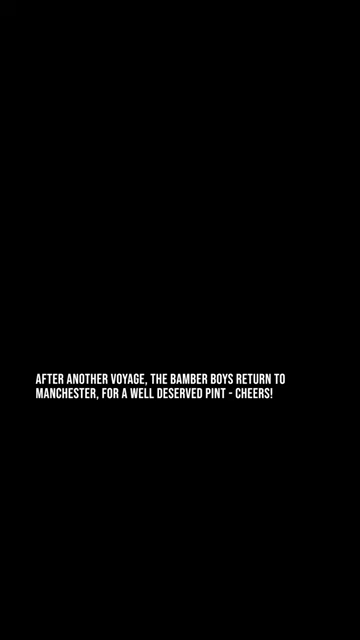 AFTER ANOTHER VOYAGE, THE BAMBER BOYS RETURN TO
MANCHESTER, FOR A WELL DESERVED PINT - CHEERS!